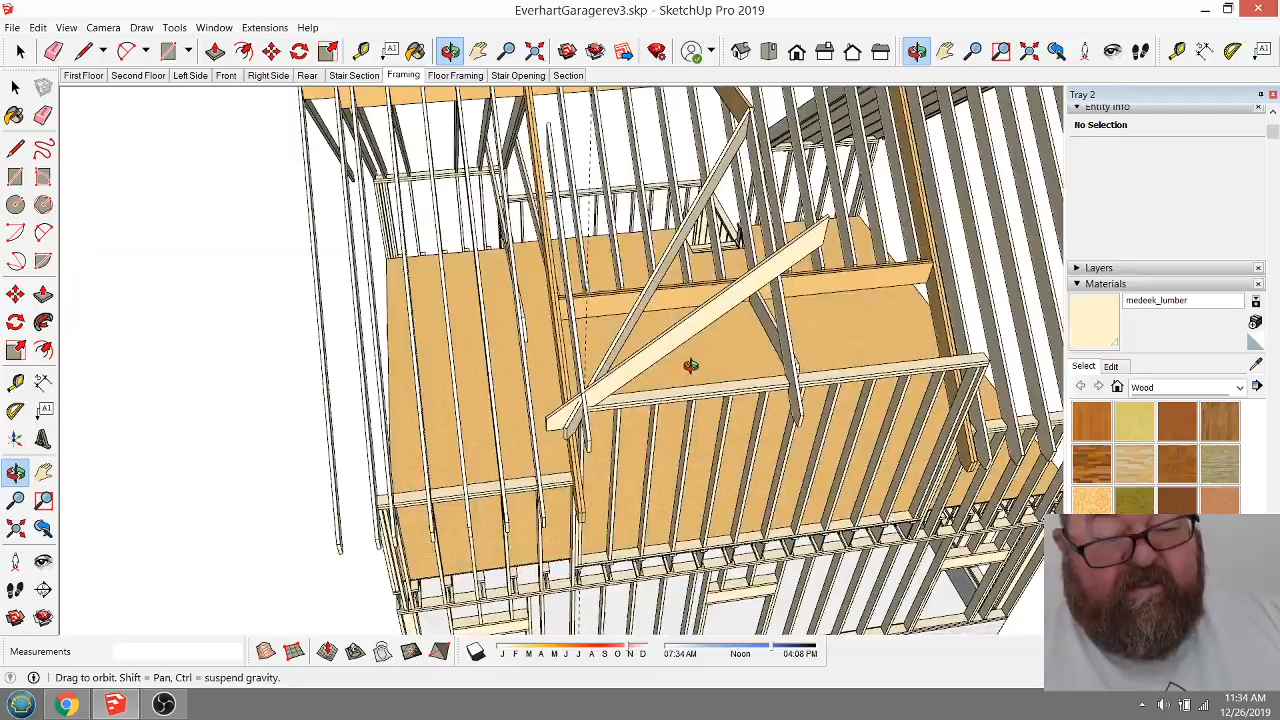 EverhartGaragerev3.skp - SketchUp Pro 2019
File Edit View Camera Draw Tools Window Extensions Help
First Floor Second Floor Left Side Front Right Side Rear Stair Section Framing Floor Framing Stair Opening Section
Tray 2
Entity Info
No Selection
Layers
Materials
medeek_lumber
Select Edit
Wood
Measurements
J F M A M J J A S O N D
07:34 AM Noon 04:08 PM
Drag to orbit. Shift = Pan, Ctrl = suspend gravity.
11:34 AM
12/26/2019